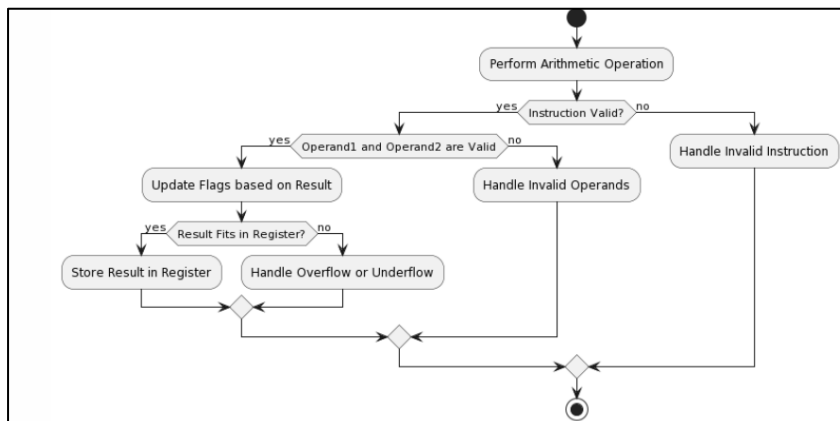 Perform Arithmetic Operation
yes
Instruction Valid?
no
yes
Operand1 and Operand2 are Valid
no
Handle Invalid Instruction
Update Flags based on Result
Handle Invalid Operands
yes
Result Fits in Register?
no
Store Result in Register
Handle Overflow or Underflow